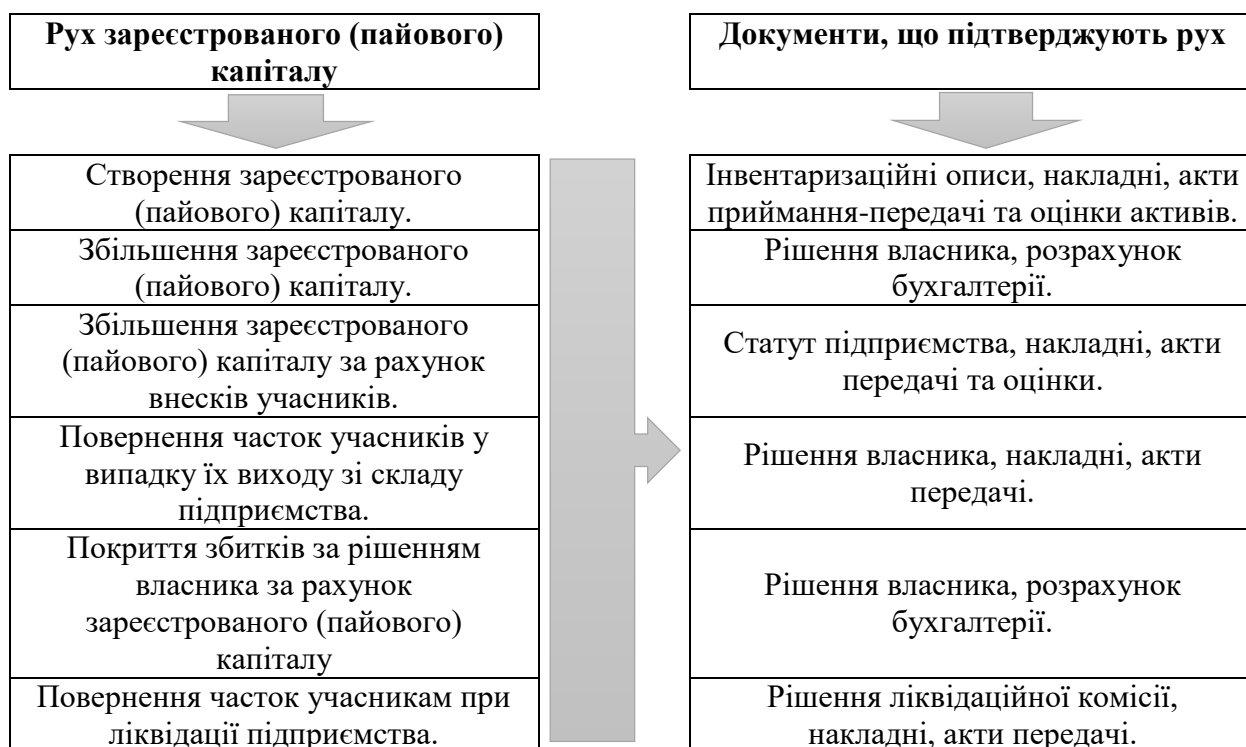 Рух зареєстрованого (пайового)
капіталу
Документи, що підтверджують рух
Створення зареєстрованого
(пайового) капіталу.
Інвентаризаційні описи, накладні, акти
приймання-передачі та оцінки активів.
Збільшення зареєстрованого
(пайового) капіталу.
Рішення власника, розрахунок
бухгалтерії.
Збільшення зареєстрованого
(пайового) капіталу за рахунок
внесків учасників.
Статут підприємства, накладні, акти
передачі та оцінки.
Повернення часток учасників у
випадку їх виходу зі складу
підприємства.
Рішення власника, накладні, акти
передачі.
Покриття збитків за рішенням
власника за рахунок
зареєстрованого (пайового)
капіталу
Рішення власника, розрахунок
бухгалтерії.
Повернення часток учасникам при
ліквідації підприємства.
Рішення ліквідаційної комісії,
накладні, акти передачі.